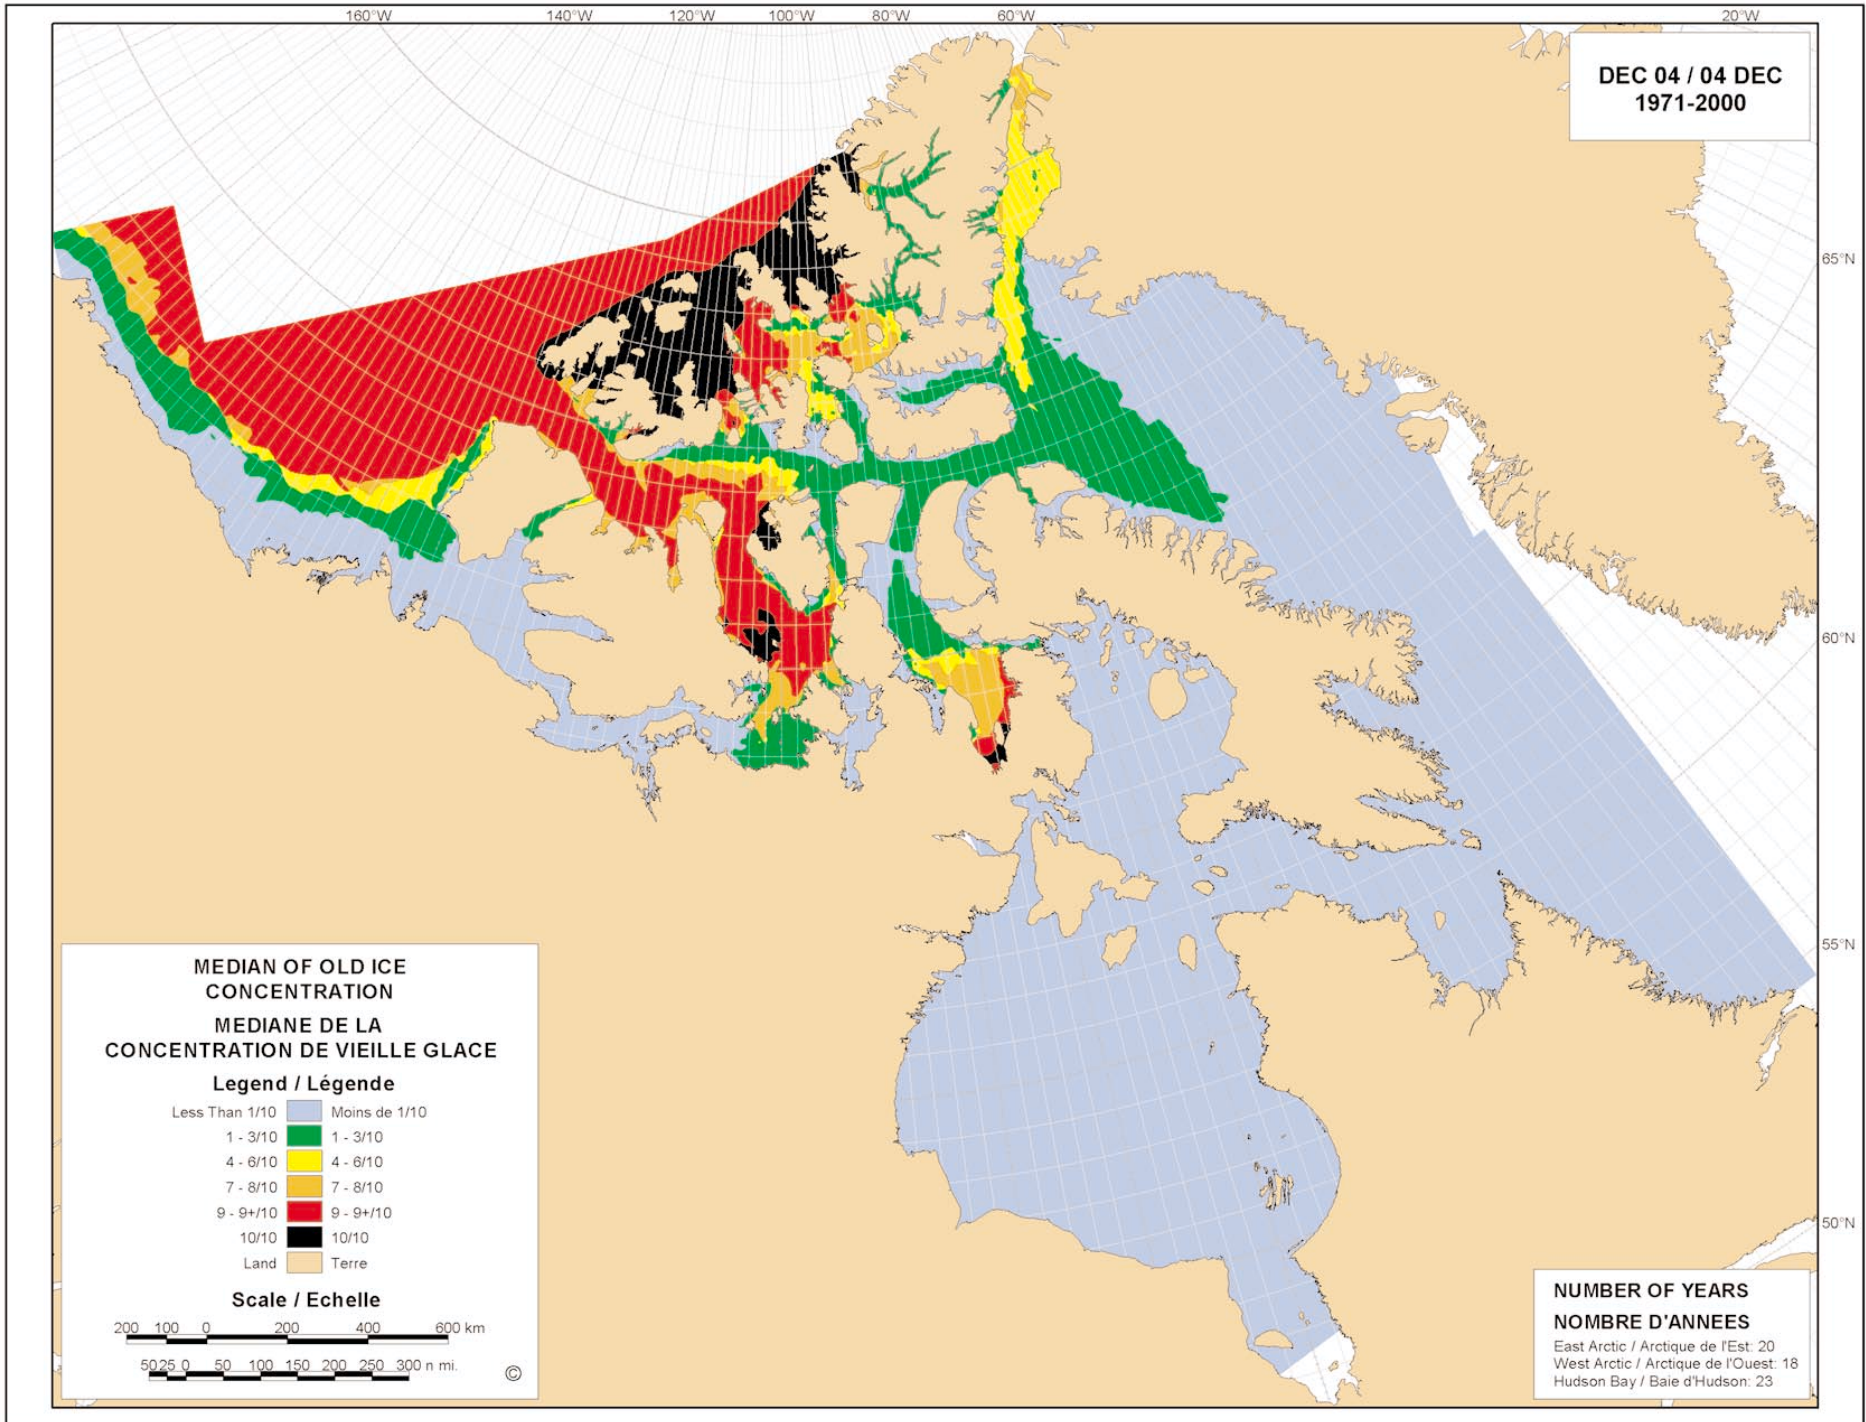 160°W 140°W 120°W 100°W 80°W 60°W 20°W
DEC 04 / 04 DEC
1971-2000
65°N
60°N
55°N
50°N
MEDIAN OF OLD ICE
CONCENTRATION
MEDIANE DE LA
CONCENTRATION DE VIEILLE GLACE
Legend / Légende
Less Than 1/10 Moins de 1/10
1 - 3/10 1 - 3/10
4 - 6/10 4 - 6/10
7 - 8/10 7 - 8/10
9 - 9+/10 9 - 9+/10
10/10 10/10
Land Terre
Scale / Echelle
200 100 0 200 400 600 km
50 25 0 50 100 150 200 250 300 n mi.
©
NUMBER OF YEARS
NOMBRE D'ANNEES
East Arctic / Arctique de l'Est: 20
West Arctic / Arctique de l'Ouest: 18
Hudson Bay / Baie d'Hudson: 23